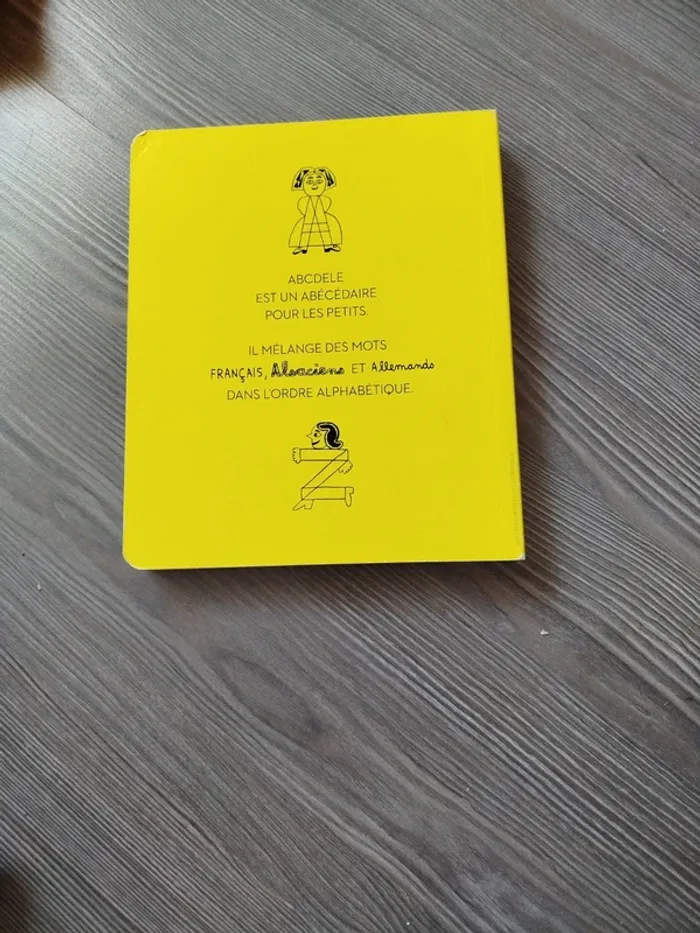 ABCDELE
EST UN ABÉCÉDAIRE
POUR LES PETITS.
IL MÉLANGE DES MOTS
FRANÇAIS, Alsaciens ET Allemands
DANS L'ORDRE ALPHABÉTIQUE.